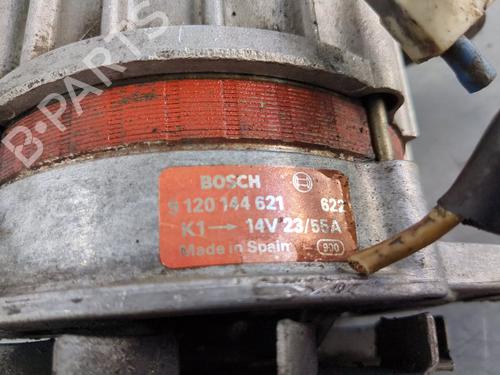 BOSCH
9 120 144 621 622
K1→ 14V 23/55A
Made in Spain 900
B-PARTS